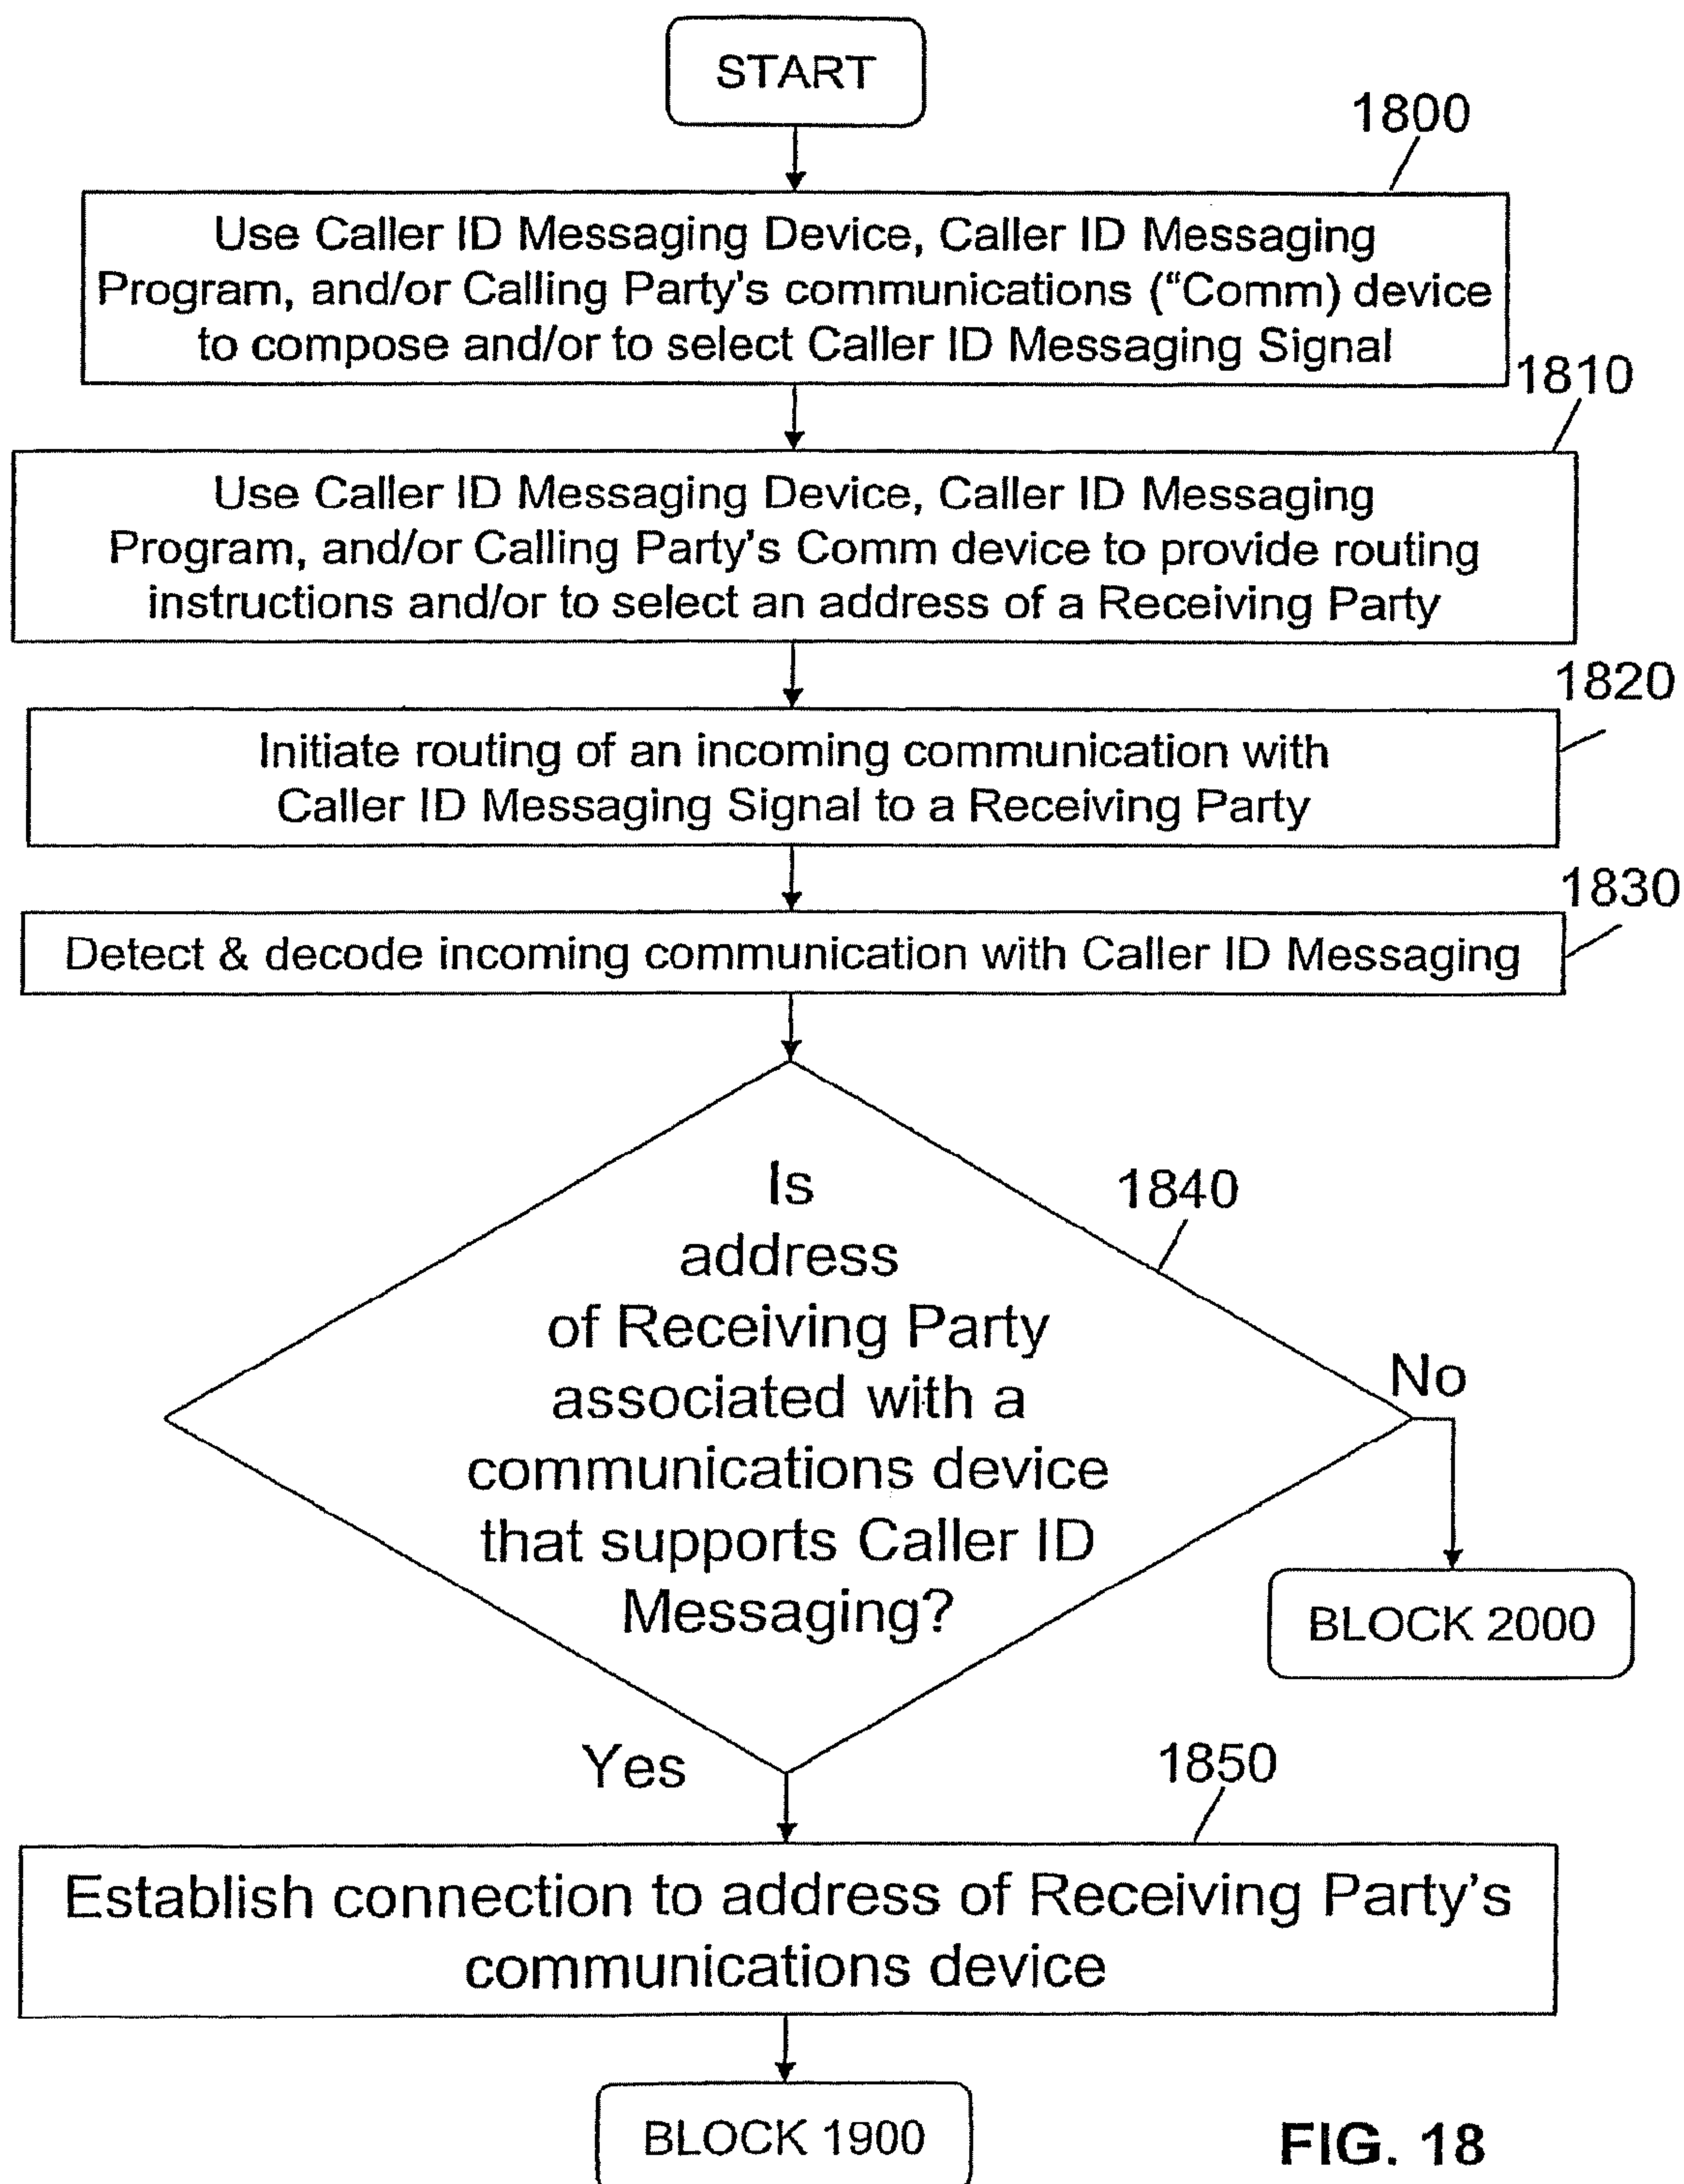 START
1800
Use Caller ID Messaging Device, Caller ID Messaging
Program, and/or Calling Party's communications (“Comm) device
to compose and/or to select Caller ID Messaging Signal
1810
Use Caller ID Messaging Device, Caller ID Messaging
Program, and/or Calling Party's Comm device to provide routing
instructions and/or to select an address of a Receiving Party
1820
Initiate routing of an incoming communication with
Caller ID Messaging Signal to a Receiving Party
1830
Detect & decode incoming communication with Caller ID Messaging
Is
address
of Receiving Party
associated with a
communications device
that supports Caller ID
Messaging?
1840
No
BLOCK 2000
Yes
1850
Establish connection to address of Receiving Party's
communications device
BLOCK 1900
FIG. 18